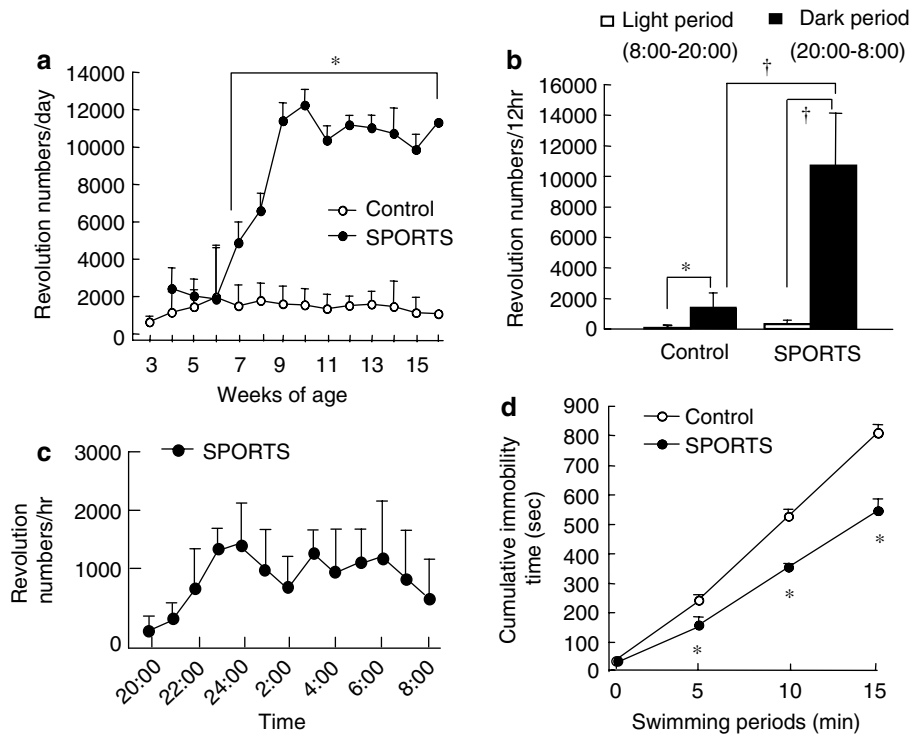 Light period
Dark period
(8:00-20:00)
(20:00-8:00)
a
Revolution numbers/day
14000
12000
10000
8000
6000
4000
2000
0
*
Control
SPORTS
3
5
7
9
11
13
15
Weeks of age
b
Revolution numbers/12hr
16000
14000
12000
10000
8000
6000
4000
2000
0
*
†
†
Control
SPORTS
c
SPORTS
Revolution
numbers/hr
3000
2000
1000
0
20:00
22:00
24:00
2:00
4:00
6:00
8:00
Time
d
Cumulative immobility
time (sec)
900
800
700
600
500
400
300
200
100
0
Control
SPORTS
*
*
*
0
5
10
15
Swimming periods (min)